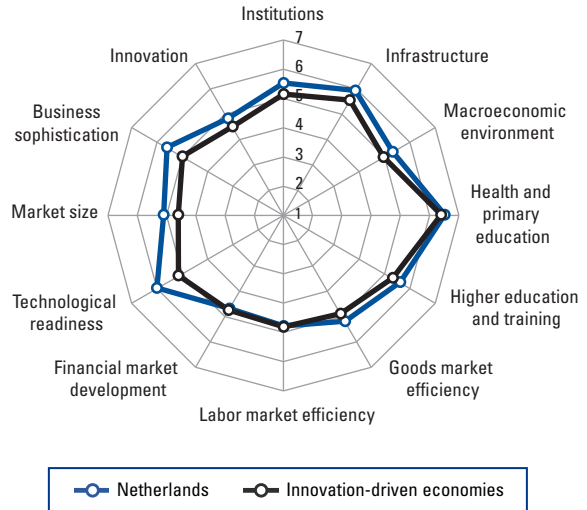 Institutions
7
6
5
4
3
2
1
Infrastructure
Macroeconomic
environment
Health and
primary
education
Higher education
and training
Goods market
efficiency
Labor market efficiency
Financial market
development
Technological
readiness
Market size
Business
sophistication
Innovation
Netherlands
Innovation-driven economies